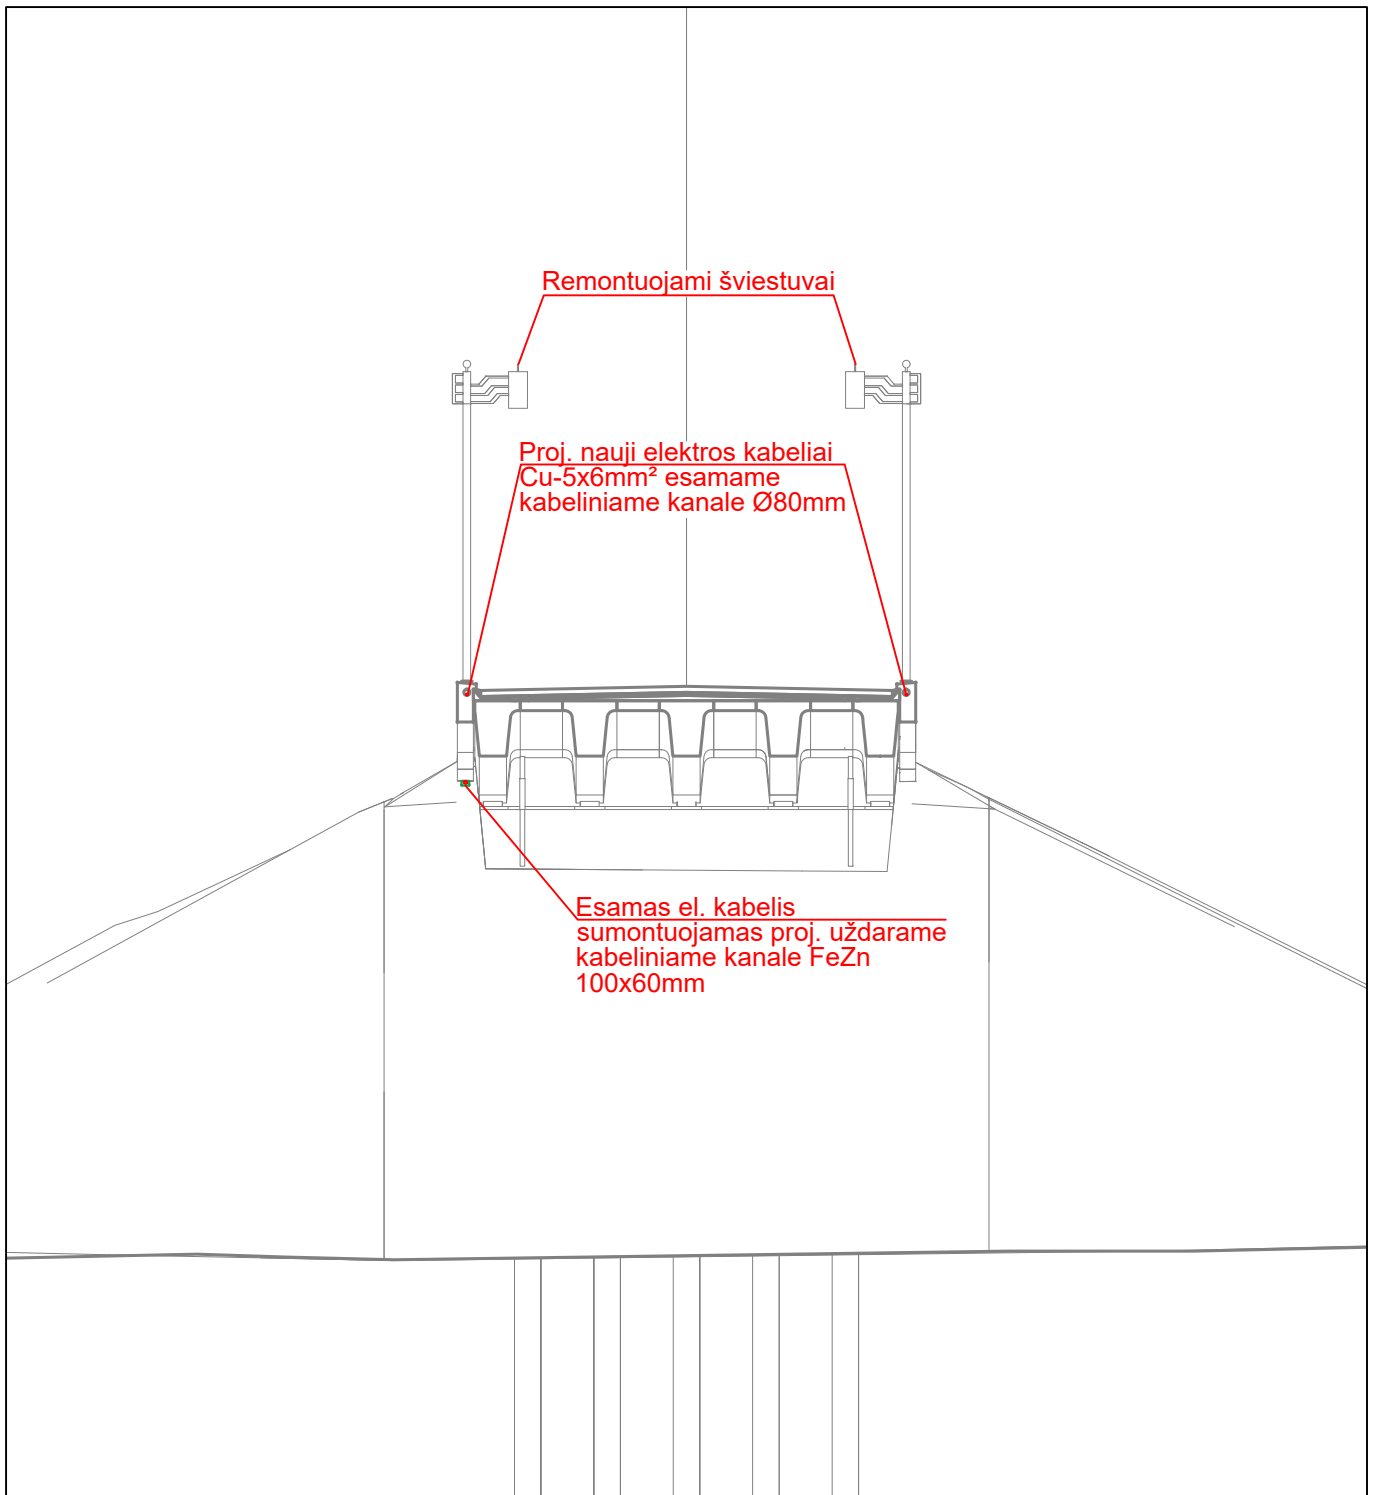 Remontuojami šviestuvai
Proj. nauji elektros kabeliai
Cu-5x6mm² esamame
kabeliniame kanale Ø80mm
Esamas el. kabelis
sumontuojamas proj. uždarame
kabeliniame kanale FeZn
100x60mm